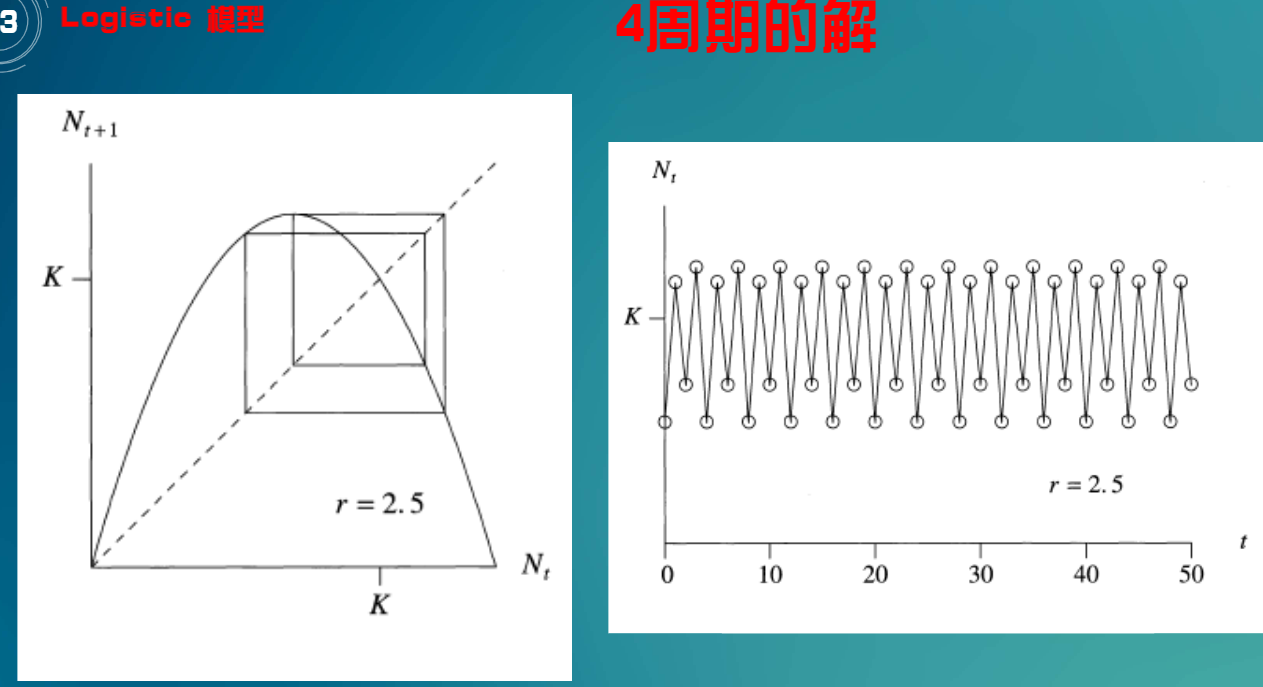 3
Logistic 模型
4周期的解
N_{t+1}
K
r = 2.5
N_t
K
N_t
K
r = 2.5
t
0 10 20 30 40 50